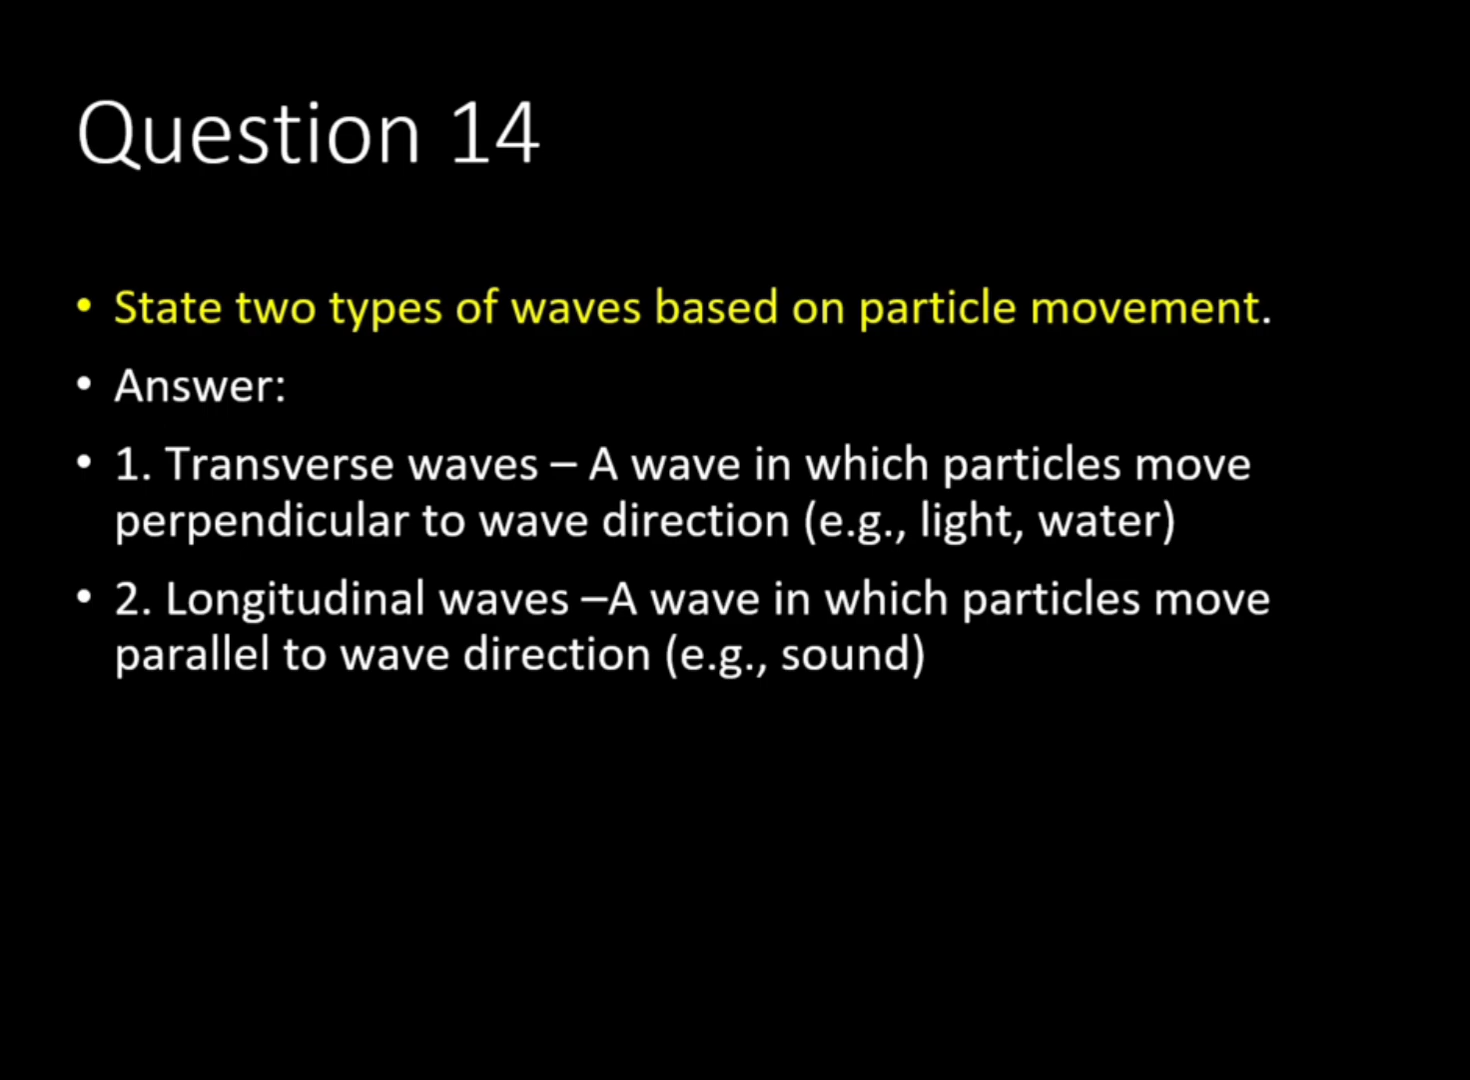 Question 14
• State two types of waves based on particle movement.
• Answer:
• 1. Transverse waves – A wave in which particles move
perpendicular to wave direction (e.g., light, water)
• 2. Longitudinal waves –A wave in which particles move
parallel to wave direction (e.g., sound)